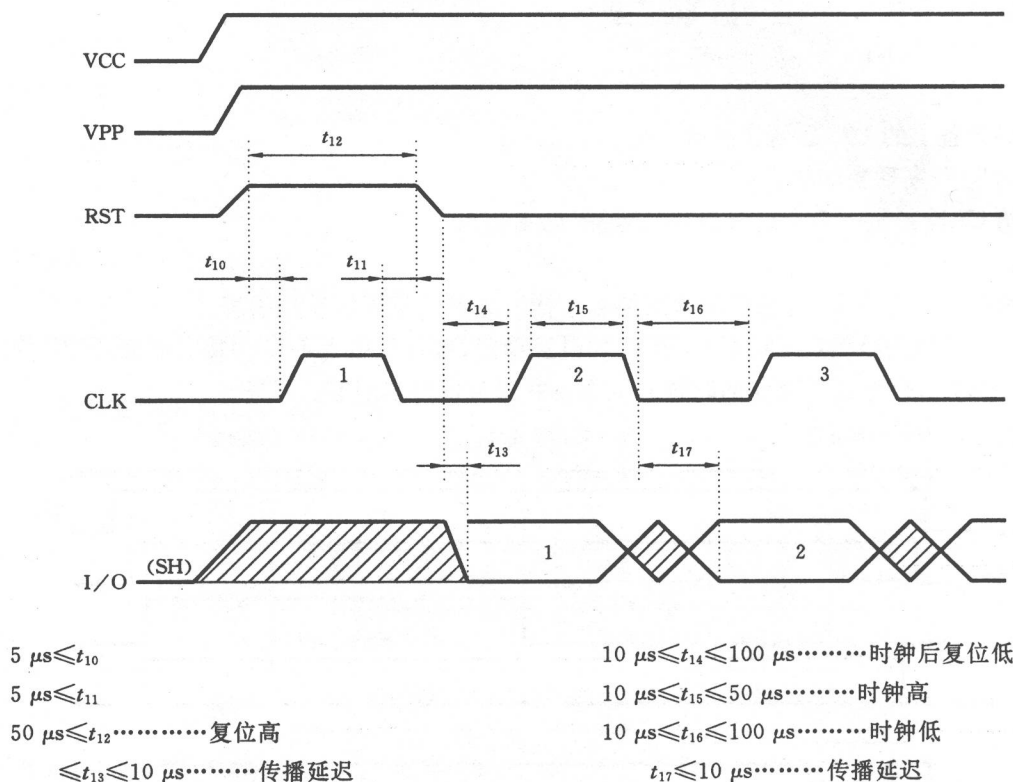 VCC
VPP
t12
RST
t10
t11
t14
t15
t16
1
2
3
CLK
t13
t17
(SH)
I/O
1
2
5 μs≤t10
10 μs≤t14≤100 μs………时钟后复位低
5 μs≤t11
10 μs≤t15≤50 μs………时钟高
50 μs≤t12…………复位高
10 μs≤t16≤100 μs………时钟低
≤t13≤10 μs………传播延迟
t17≤10 μs………传播延迟